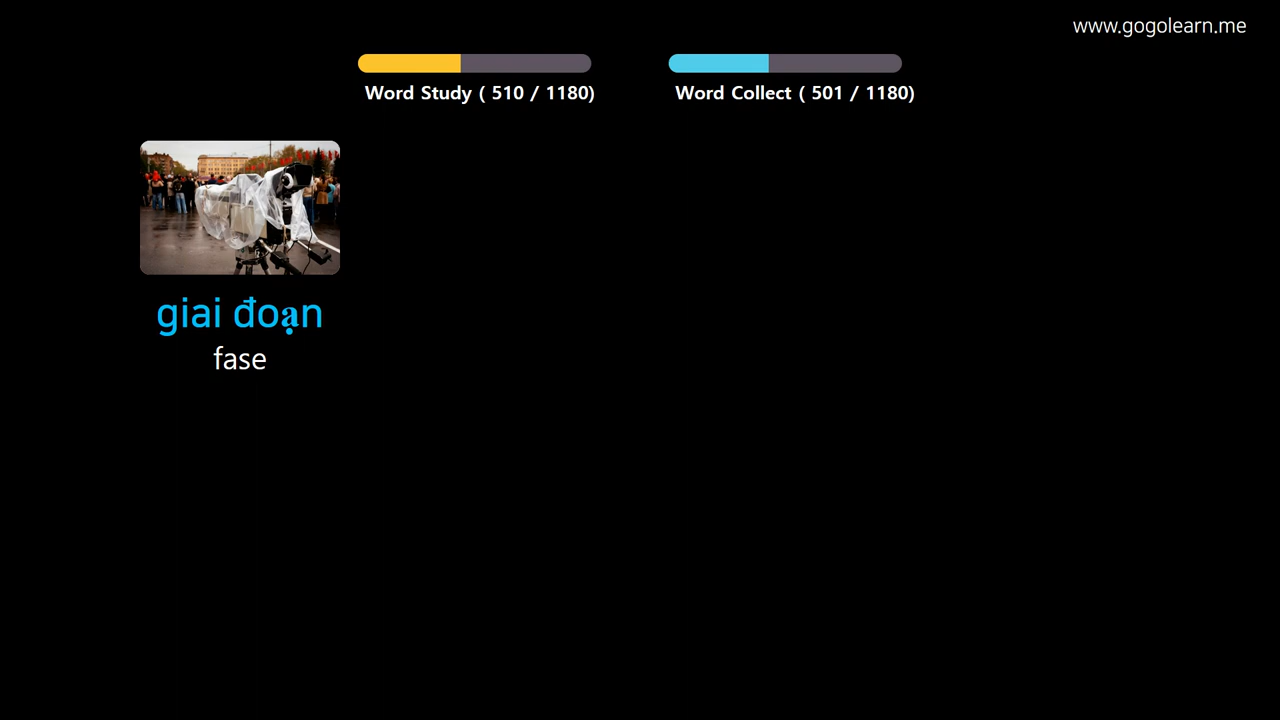 www.gogolearn.me
Word Study ( 510 / 1180)
Word Collect ( 501 / 1180)
giai đoạn
fase